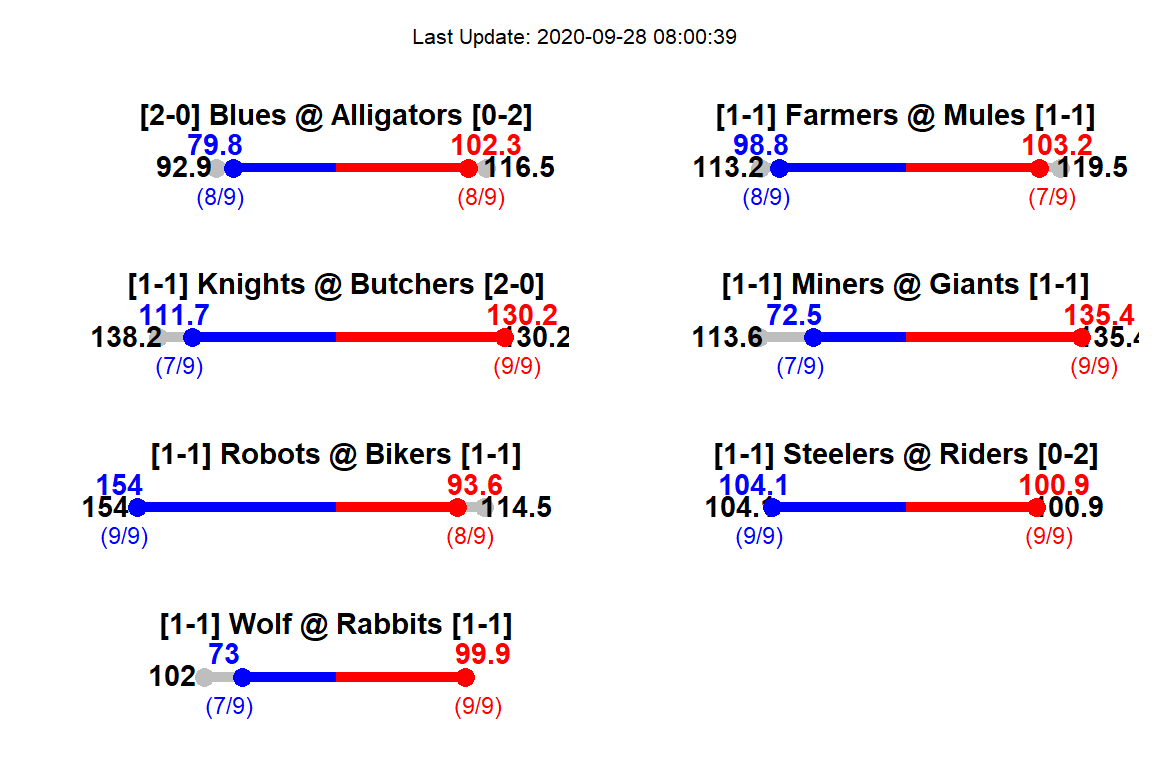 Last Update: 2020-09-28 08:00:39
[2-0] Blues @ Alligators [0-2]
79.8 102.3
92.9 116.5
(8/9) (8/9)
[1-1] Farmers @ Mules [1-1]
98.8 103.2
113.2 119.5
(8/9) (7/9)
[1-1] Knights @ Butchers [2-0]
111.7 130.2
138.2 130.2
(7/9) (9/9)
[1-1] Miners @ Giants [1-1]
72.5 135.4
113.6 135.4
(7/9) (9/9)
[1-1] Robots @ Bikers [1-1]
154 93.6
154 114.5
(9/9) (8/9)
[1-1] Steelers @ Riders [0-2]
104.1 100.9
104.1 100.9
(9/9) (9/9)
[1-1] Wolf @ Rabbits [1-1]
73 99.9
102
(7/9) (9/9)